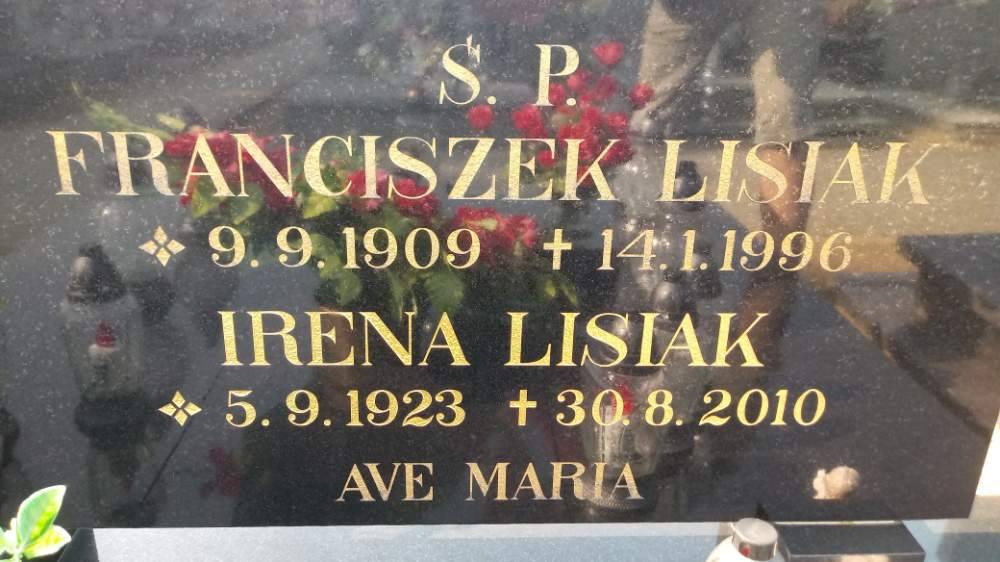 Ś. P.
FRANCISZEK LISIAK
9. 9. 1909 ✝ 14. 1. 1996
IRENA LISIAK
5. 9. 1923 ✝ 30. 8. 2010
AVE MARIA